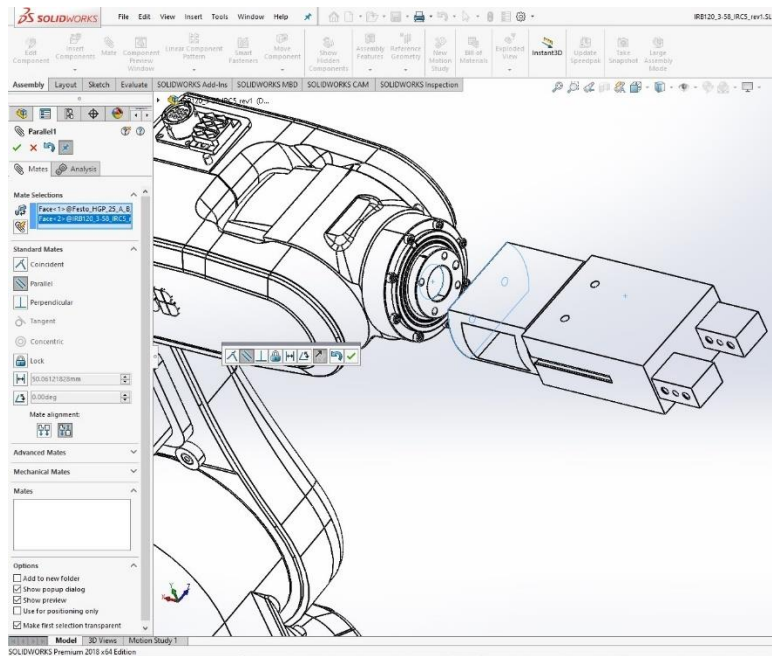 SOLIDWORKS File Edit View Insert Tools Window Help IRB120_3-58_IRC5_rev1.SL
Edit Component
Insert Components
Mate
Component Preview Window
Linear Component Pattern
Smart Fasteners
Move Component
Show Hidden Components
Assembly Features
Reference Geometry
New Motion Study
Bill of Materials
Exploded View
Instant3D
Update Speedpak
Take Snapshot
Large Assembly Mode
Assembly Layout Sketch Evaluate SOLIDWORKS Add-Ins SOLIDWORKS MBD SOLIDWORKS CAM SOLIDWORKS Inspection
rev1 (D...
Parallel1
Mates Analysis
Mate Selections
Face<1>@Festo_HGP_25_A_B
Face<2>@IRB120_3-58_IRC5_r
Standard Mates
Coincident
Parallel
Perpendicular
Tangent
Concentric
Lock
50.06121828mm
0.00deg
Mate alignment:
Advanced Mates
Mechanical Mates
Mates
Options
Add to new folder
Show popup dialog
Show preview
Use for positioning only
Make first selection transparent
Model 3D Views Motion Study 1
SOLIDWORKS Premium 2018 x64 Edition